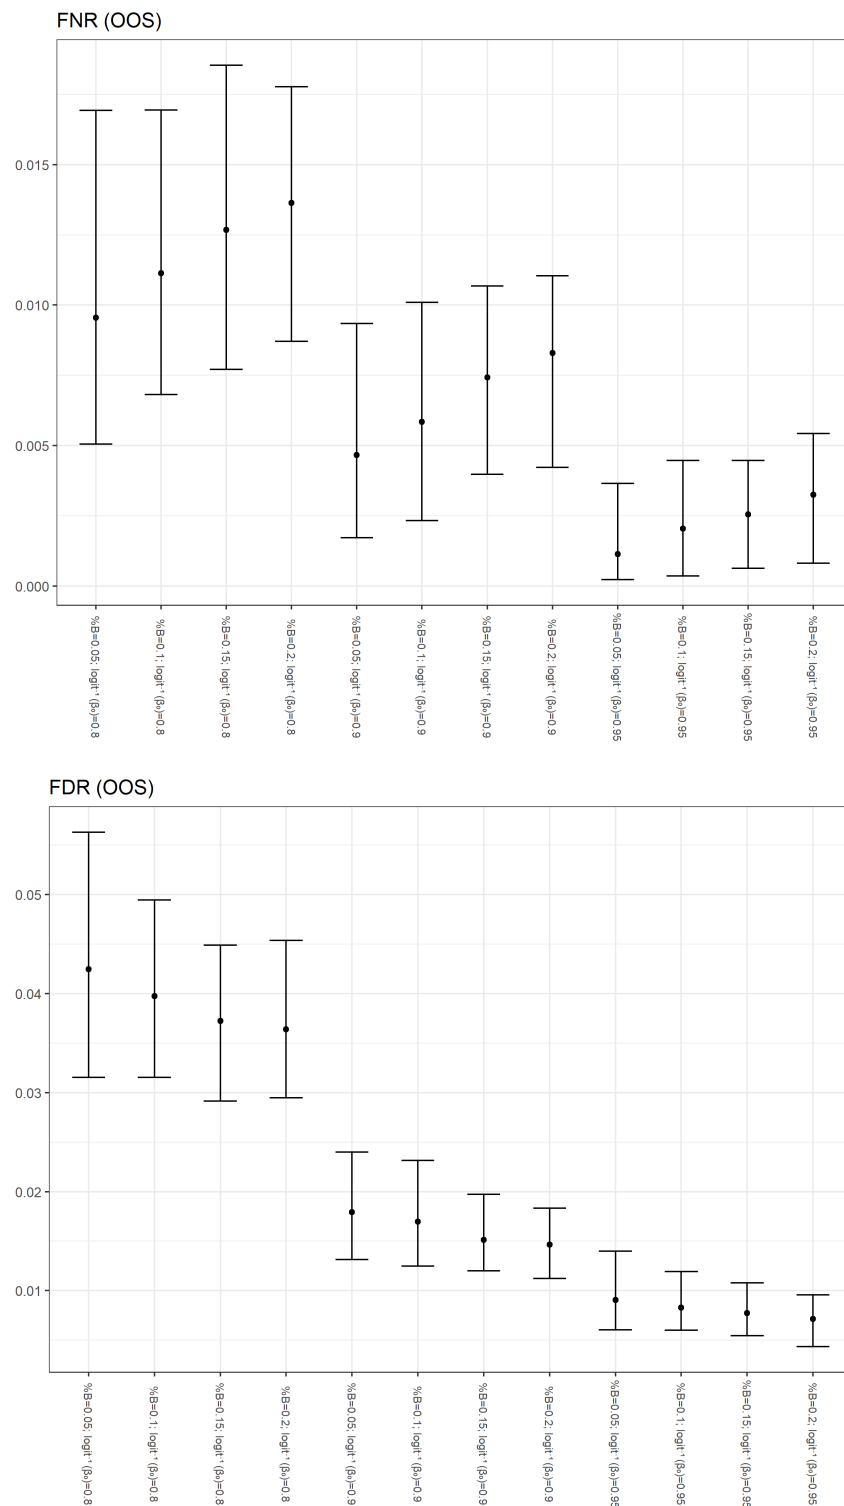 FNR (OOS)
0.015
0.010
0.005
0.000
%B=0.05; logit⁻¹ (β₀)=0.8
%B=0.1; logit⁻¹ (β₀)=0.8
%B=0.15; logit⁻¹ (β₀)=0.8
%B=0.2; logit⁻¹ (β₀)=0.8
%B=0.05; logit⁻¹ (β₀)=0.9
%B=0.1; logit⁻¹ (β₀)=0.9
%B=0.15; logit⁻¹ (β₀)=0.9
%B=0.2; logit⁻¹ (β₀)=0.9
%B=0.05; logit⁻¹ (β₀)=0.95
%B=0.1; logit⁻¹ (β₀)=0.95
%B=0.15; logit⁻¹ (β₀)=0.95
%B=0.2; logit⁻¹ (β₀)=0.95
FDR (OOS)
0.05
0.04
0.03
0.02
0.01
%B=0.05; logit⁻¹ (β₀)=0.8
%B=0.1; logit⁻¹ (β₀)=0.8
%B=0.15; logit⁻¹ (β₀)=0.8
%B=0.2; logit⁻¹ (β₀)=0.8
%B=0.05; logit⁻¹ (β₀)=0.9
%B=0.1; logit⁻¹ (β₀)=0.9
%B=0.15; logit⁻¹ (β₀)=0.9
%B=0.2; logit⁻¹ (β₀)=0.9
%B=0.05; logit⁻¹ (β₀)=0.95
%B=0.1; logit⁻¹ (β₀)=0.95
%B=0.15; logit⁻¹ (β₀)=0.95
%B=0.2; logit⁻¹ (β₀)=0.95